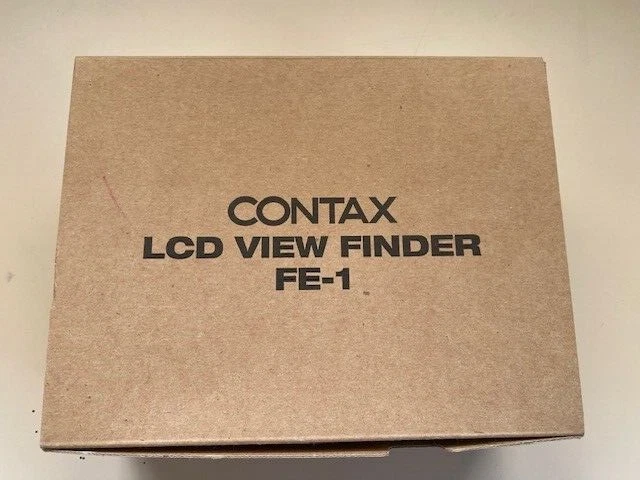 CONTAX
LCD VIEW FINDER
FE-1